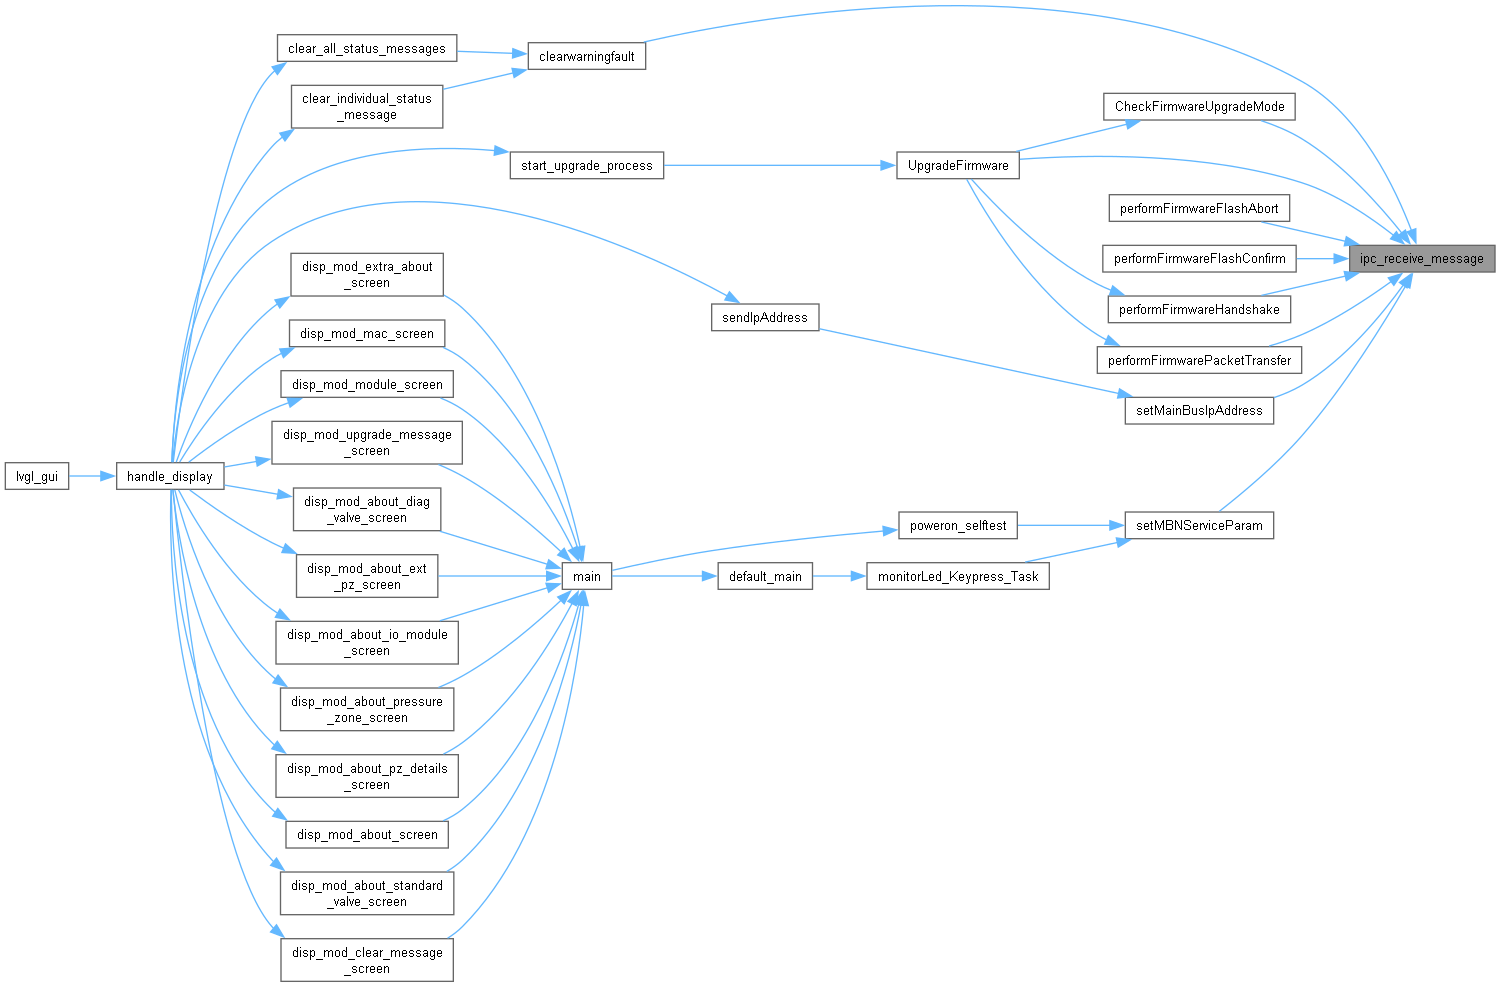 clear_all_status_messages
clearwarningfault
clear_individual_status
_message
CheckFirmwareUpgradeMode
start_upgrade_process
UpgradeFirmware
performFirmwareFlashAbort
performFirmwareFlashConfirm
ipc_receive_message
disp_mod_extra_about
_screen
performFirmwareHandshake
sendIpAddress
disp_mod_mac_screen
performFirmwarePacketTransfer
disp_mod_module_screen
setMainBusIpAddress
disp_mod_upgrade_message
_screen
lvgl_gui
handle_display
disp_mod_about_diag
_valve_screen
poweron_selftest
setMBNServiceParam
disp_mod_about_ext
_pz_screen
main
default_main
monitorLed_Keypress_Task
disp_mod_about_io_module
_screen
disp_mod_about_pressure
_zone_screen
disp_mod_about_pz_details
_screen
disp_mod_about_screen
disp_mod_about_standard
_valve_screen
disp_mod_clear_message
_screen